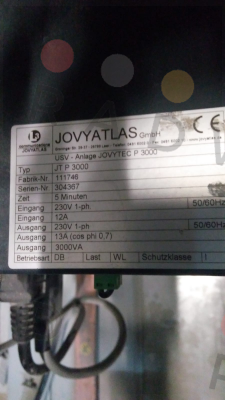 JOVYATLAS GmbH
CE
USV - Anlage JOVYTEC P 3000
Typ JT P 3000
Fabrik-Nr 111746
Serien-Nr 304367
Zeit 5 Minuten
Eingang 230V 1-ph 50/60Hz
Eingang 12A
Ausgang 230V 1-ph 50/60H
Ausgang 13A (cos phi 0,7)
Ausgang 3000VA
Betriebsart DB Last WL Schutzklasse I